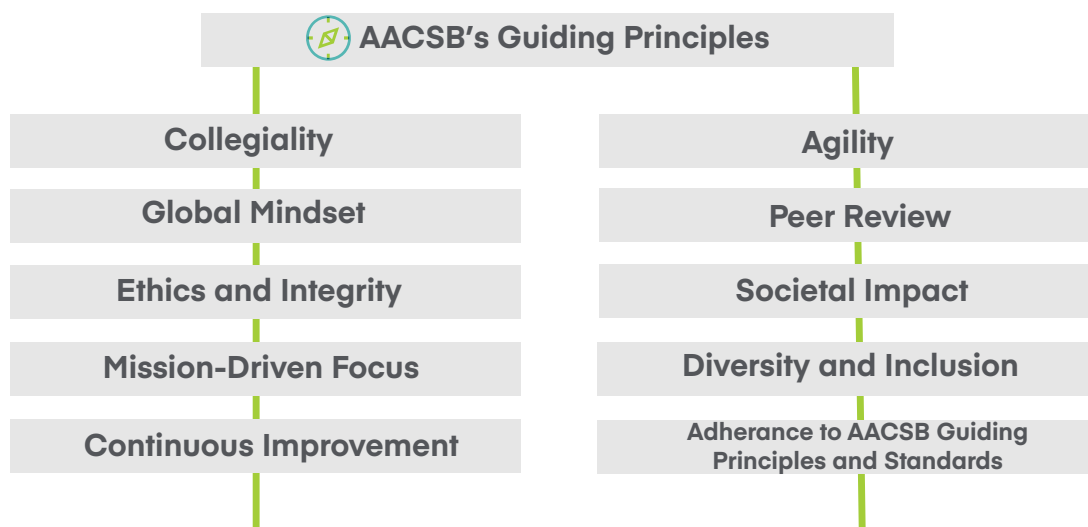 AACSB’s Guiding Principles
Collegiality
Global Mindset
Ethics and Integrity
Mission-Driven Focus
Continuous Improvement
Agility
Peer Review
Societal Impact
Diversity and Inclusion
Adherance to AACSB Guiding
Principles and Standards